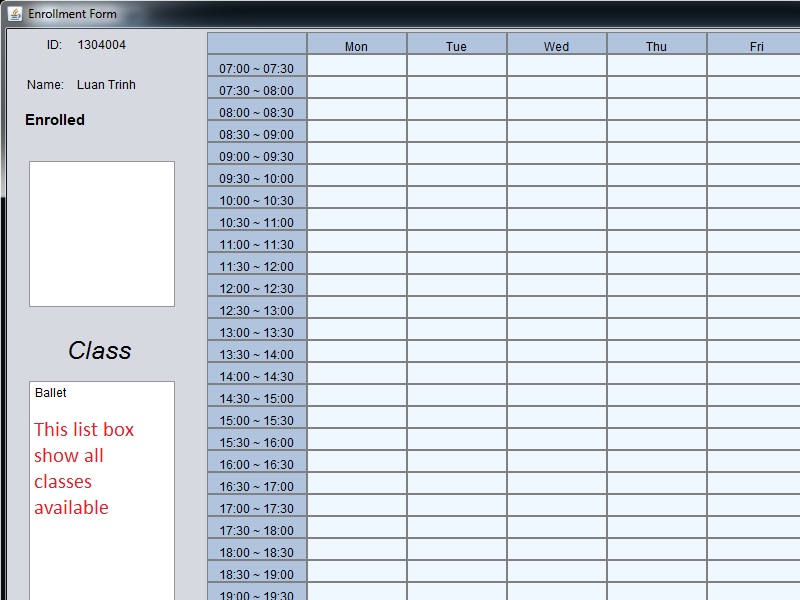 Enrollment Form
ID: 1304004
Name: Luan Trinh
Enrolled
Class
Ballet
This list box
show all
classes
available
Mon Tue Wed Thu Fri
07:00 ~ 07:30
07:30 ~ 08:00
08:00 ~ 08:30
08:30 ~ 09:00
09:00 ~ 09:30
09:30 ~ 10:00
10:00 ~ 10:30
10:30 ~ 11:00
11:00 ~ 11:30
11:30 ~ 12:00
12:00 ~ 12:30
12:30 ~ 13:00
13:00 ~ 13:30
13:30 ~ 14:00
14:00 ~ 14:30
14:30 ~ 15:00
15:00 ~ 15:30
15:30 ~ 16:00
16:00 ~ 16:30
16:30 ~ 17:00
17:00 ~ 17:30
17:30 ~ 18:00
18:00 ~ 18:30
18:30 ~ 19:00
19:00 ~ 19:30